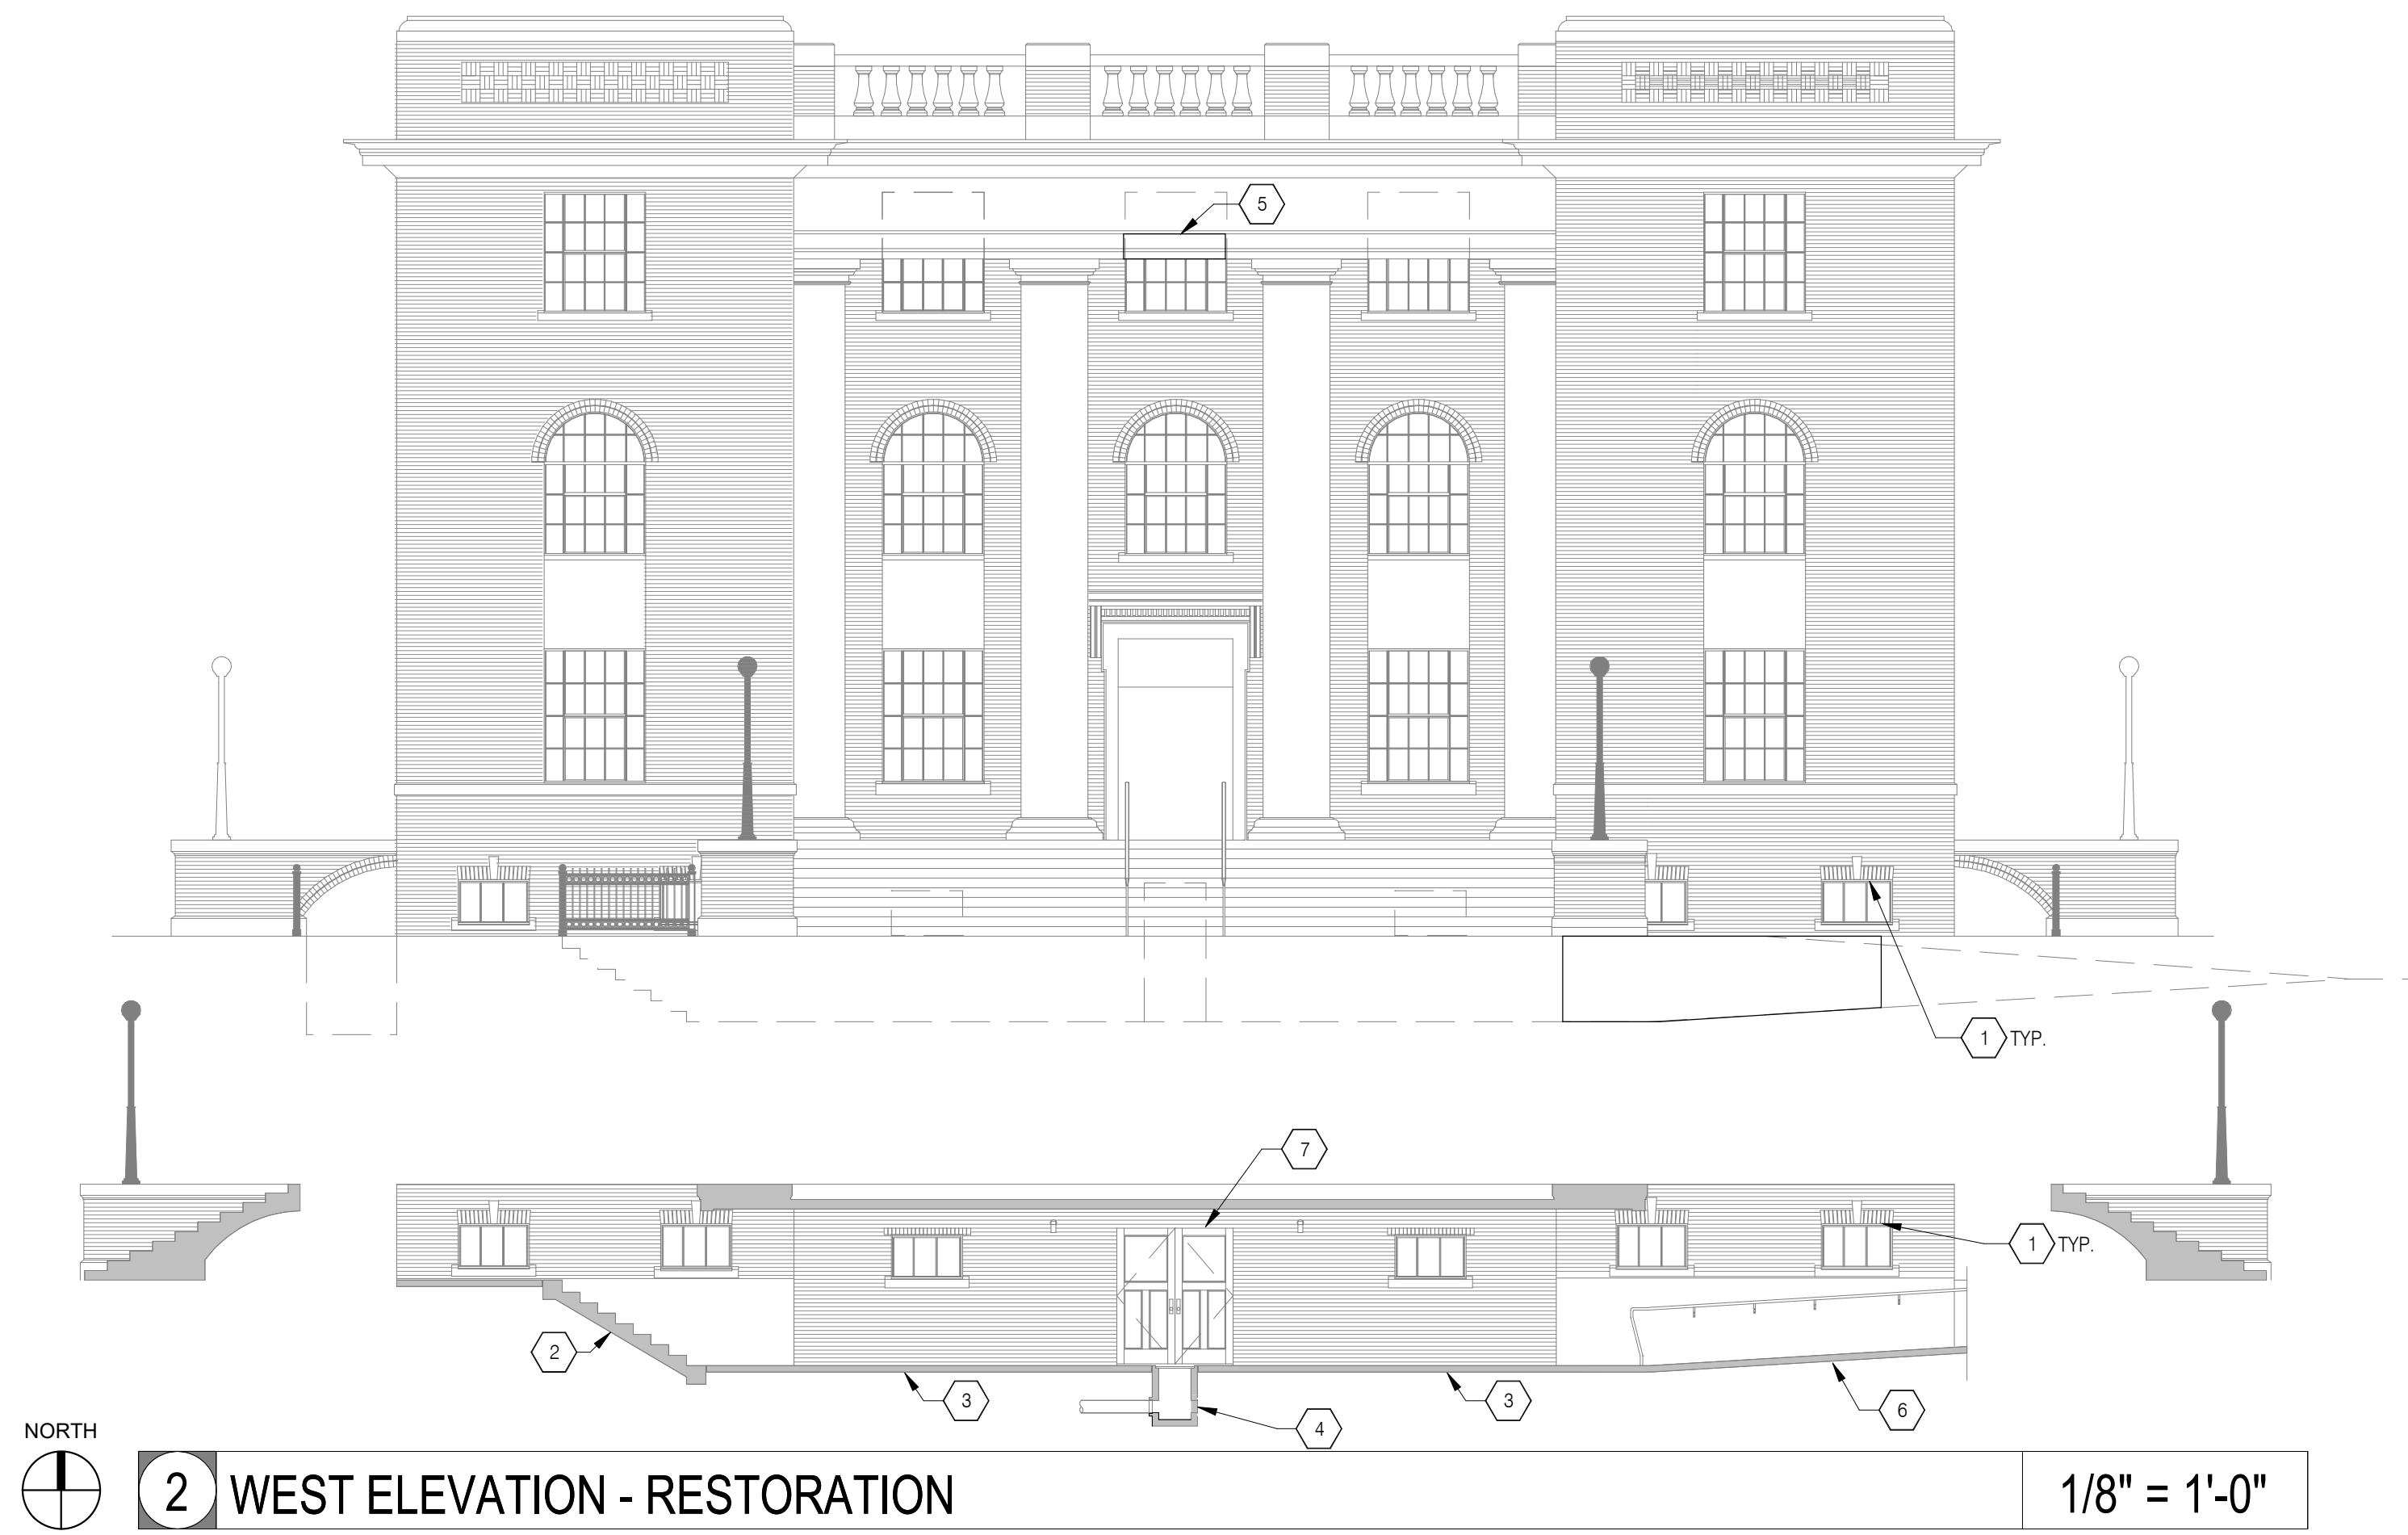 5
1 TYP.
7
1 TYP.
2
3
3
6
4
NORTH
2 WEST ELEVATION - RESTORATION 1/8" = 1'-0"